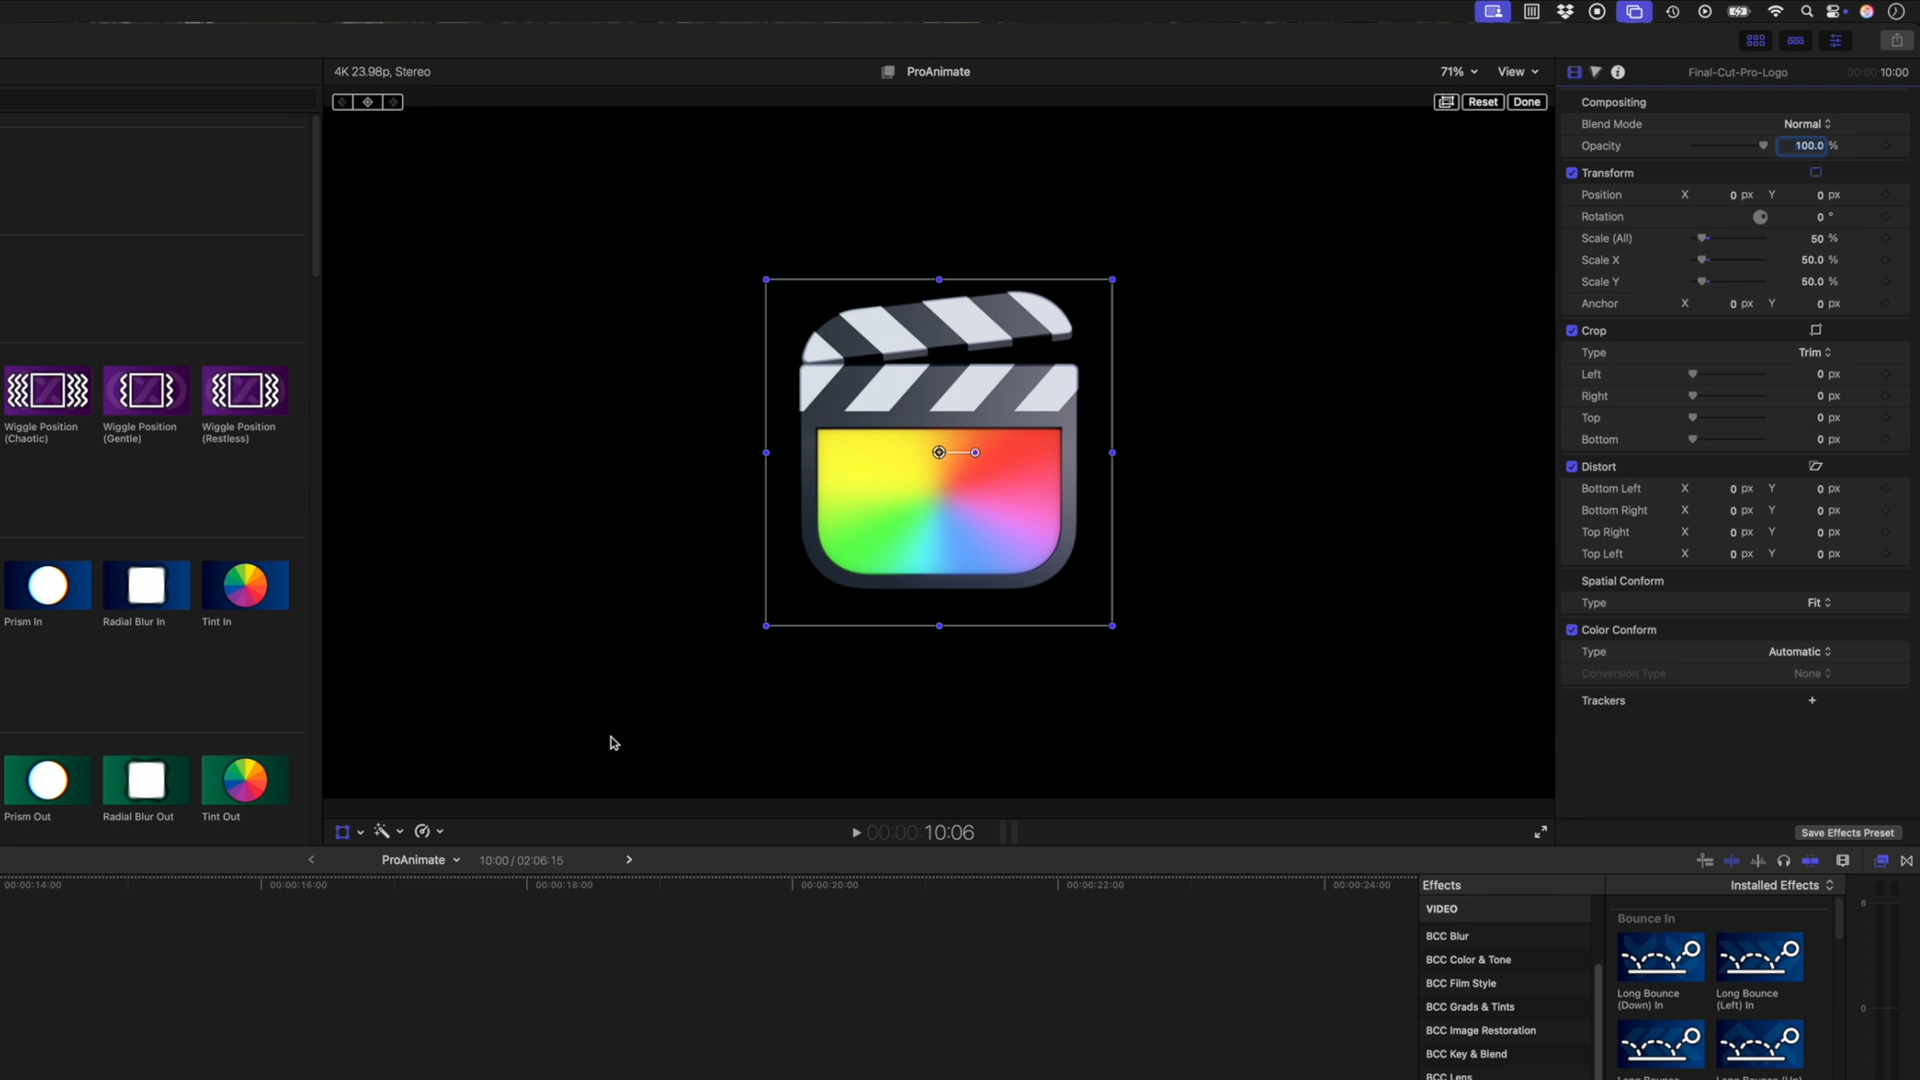 4K 23.98p, Stereo
ProAnimate
71%
View
Final-Cut-Pro-Logo
00:00:10:00
Reset
Done
Compositing
Blend Mode
Normal
Opacity
100.0 %
Transform
Position X 0 px Y 0 px
Rotation 0 °
Scale (All) 50 %
Scale X 50.0 %
Scale Y 50.0 %
Anchor X 0 px Y 0 px
Crop
Type Trim
Left 0 px
Right 0 px
Top 0 px
Bottom 0 px
Distort
Bottom Left X 0 px Y 0 px
Bottom Right X 0 px Y 0 px
Top Right X 0 px Y 0 px
Top Left X 0 px Y 0 px
Spatial Conform
Type Fit
Color Conform
Type Automatic
Conversion Type None
Trackers +
Save Effects Preset
Wiggle Position (Chaotic)
Wiggle Position (Gentle)
Wiggle Position (Restless)
Prism In
Radial Blur In
Tint In
Prism Out
Radial Blur Out
Tint Out
00:00:10:06
ProAnimate
10:00 / 02:06:15
00:00:14:00
00:00:16:00
00:00:18:00
00:00:20:00
00:00:22:00
00:00:24:00
Effects
Installed Effects
VIDEO
BCC Blur
BCC Color & Tone
BCC Film Style
BCC Grads & Tints
BCC Image Restoration
BCC Key & Blend
BCC Lens
Bounce In
Long Bounce (Down) In
Long Bounce (Left) In
6
0